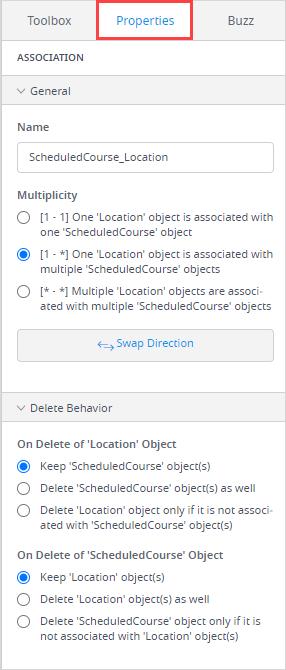 Toolbox Properties Buzz
ASSOCIATION
General
Name
ScheduledCourse_Location
Multiplicity
[1 - 1] One 'Location' object is associated with
one 'ScheduledCourse' object
[1 - *] One 'Location' object is associated with
multiple 'ScheduledCourse' objects
[* - *] Multiple 'Location' objects are associ-
ated with multiple 'ScheduledCourse' objects
Swap Direction
Delete Behavior
On Delete of 'Location' Object
Keep 'ScheduledCourse' object(s)
Delete 'ScheduledCourse' object(s) as well
Delete 'Location' object only if it is not associ-
ated with 'ScheduledCourse' object(s)
On Delete of 'ScheduledCourse' Object
Keep 'Location' object(s)
Delete 'Location' object(s) as well
Delete 'ScheduledCourse' object only if it is
not associated with 'Location' object(s)